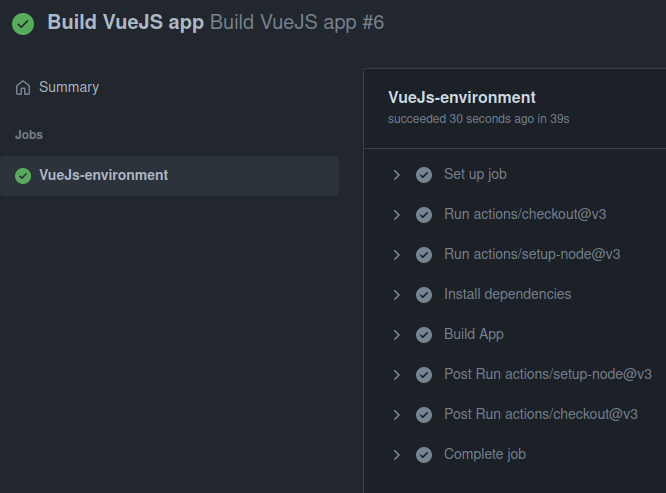 Build VueJS app Build VueJS app #6
Summary
Jobs
VueJs-environment
VueJs-environment
succeeded 30 seconds ago in 39s
Set up job
Run actions/checkout@v3
Run actions/setup-node@v3
Install dependencies
Build App
Post Run actions/setup-node@v3
Post Run actions/checkout@v3
Complete job